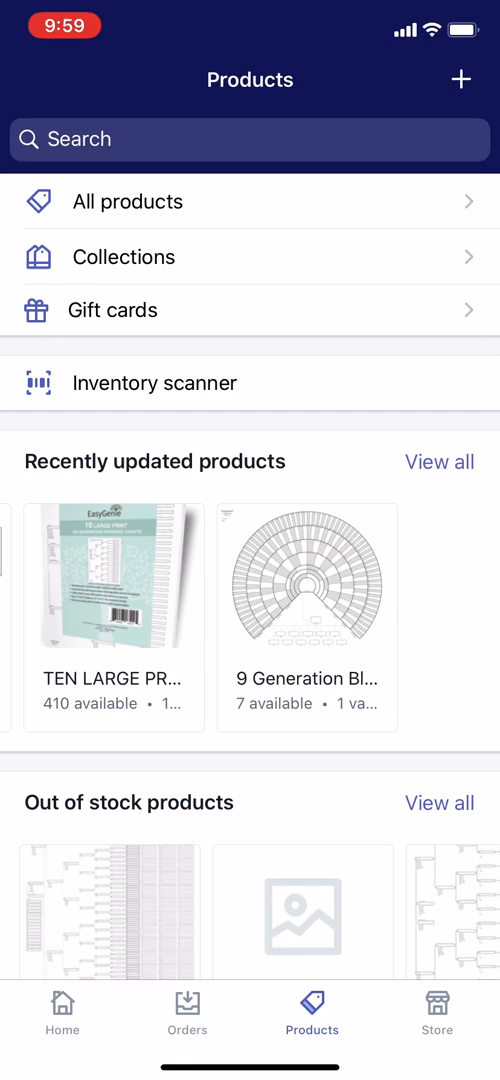 9:59
Products
Search
All products
Collections
Gift cards
Inventory scanner
Recently updated products
View all
EasyGenie
10 LARGE PRINT
TEN LARGE PR...
410 available • 1...
9 Generation Bl...
7 available • 1 va...
Out of stock products
View all
Home
Orders
Products
Store